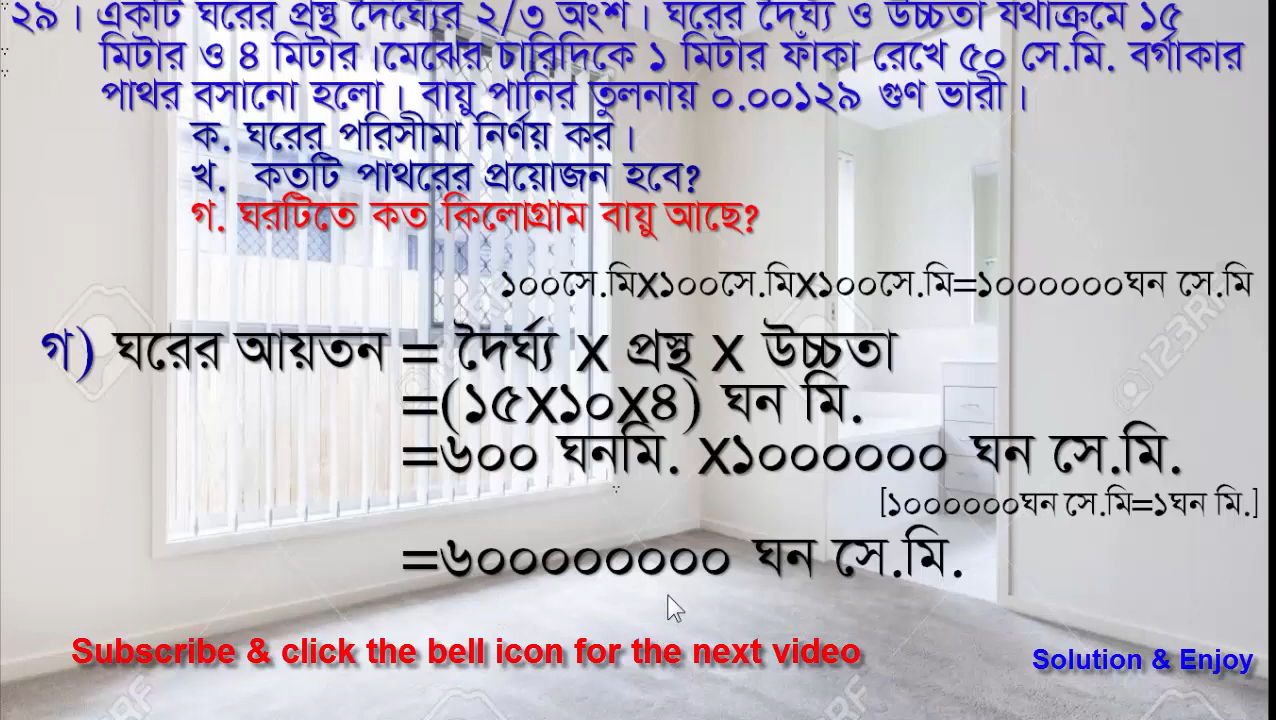 ২৯। একটি ঘরের প্রস্থ দৈর্ঘ্যের ২/৩ অংশ। ঘরের দৈর্ঘ্য ও উচ্চতা যথাক্রমে ১৫
মিটার ও ৪ মিটার।মেঝের চারিদিকে ১ মিটার ফাঁকা রেখে ৫০ সে.মি. বর্গাকার
পাথর বসানো হলো। বায়ু পানির তুলনায় ০.০০১২৯ গুণ ভারী।
ক. ঘরের পরিসীমা নির্ণয় কর।
খ. কতটি পাথরের প্রয়োজন হবে?
গ. ঘরটিতে কত কিলোগ্রাম বায়ু আছে?
১০০সে.মিX১০০সে.মিX১০০সে.মি=১০০০০০০ঘন সে.মি
গ) ঘরের আয়তন = দৈর্ঘ্য X প্রস্থ X উচ্চতা
=(১৫X১০X৪) ঘন মি.
=৬০০ ঘনমি. X১০০০০০০ ঘন সে.মি.
[১০০০০০০ঘন সে.মি=১ঘন মি.]
=৬০০০০০০০০ ঘন সে.মি.
Subscribe & click the bell icon for the next video
Solution & Enjoy
123RF